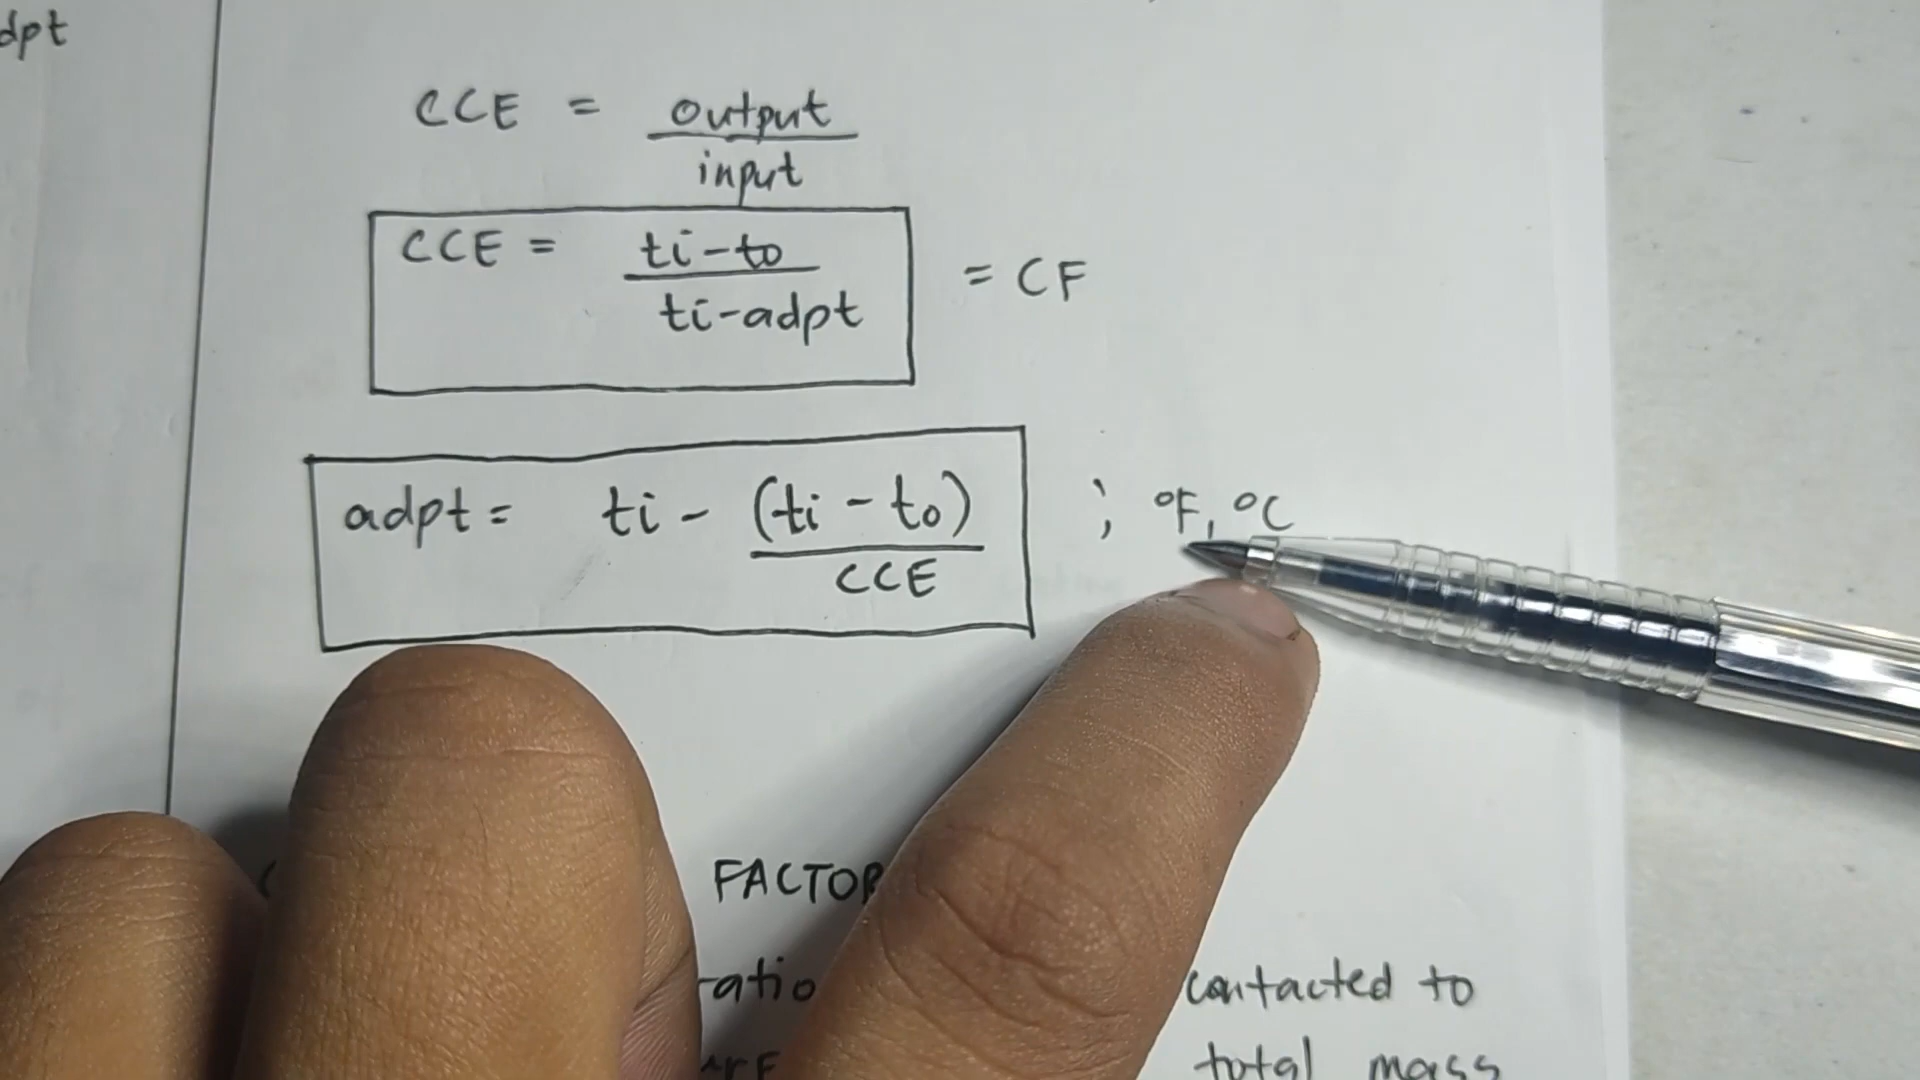 dpt
CCE = output
input
CCE = ti-to = CF
ti-adpt
adpt = ti - (ti - to) ; °F, °C
CCE
FACTOR
contacted to
total mass